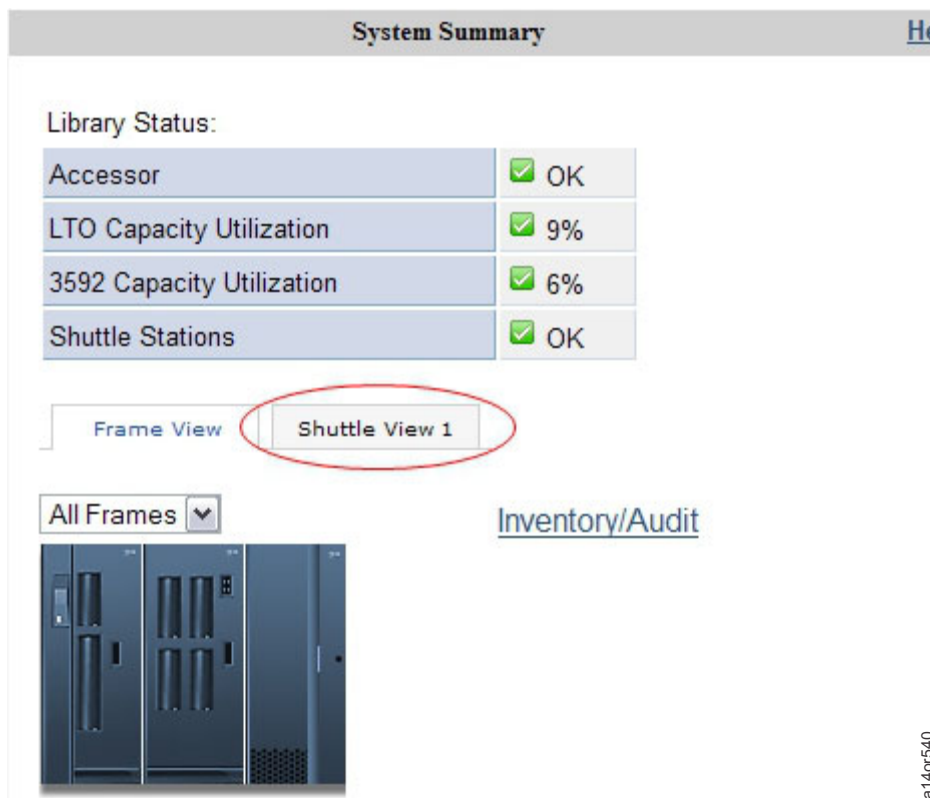 System Summary
Library Status:
Accessor OK
LTO Capacity Utilization 9%
3592 Capacity Utilization 6%
Shuttle Stations OK
Frame View Shuttle View 1
All Frames Inventory/Audit
a14or540